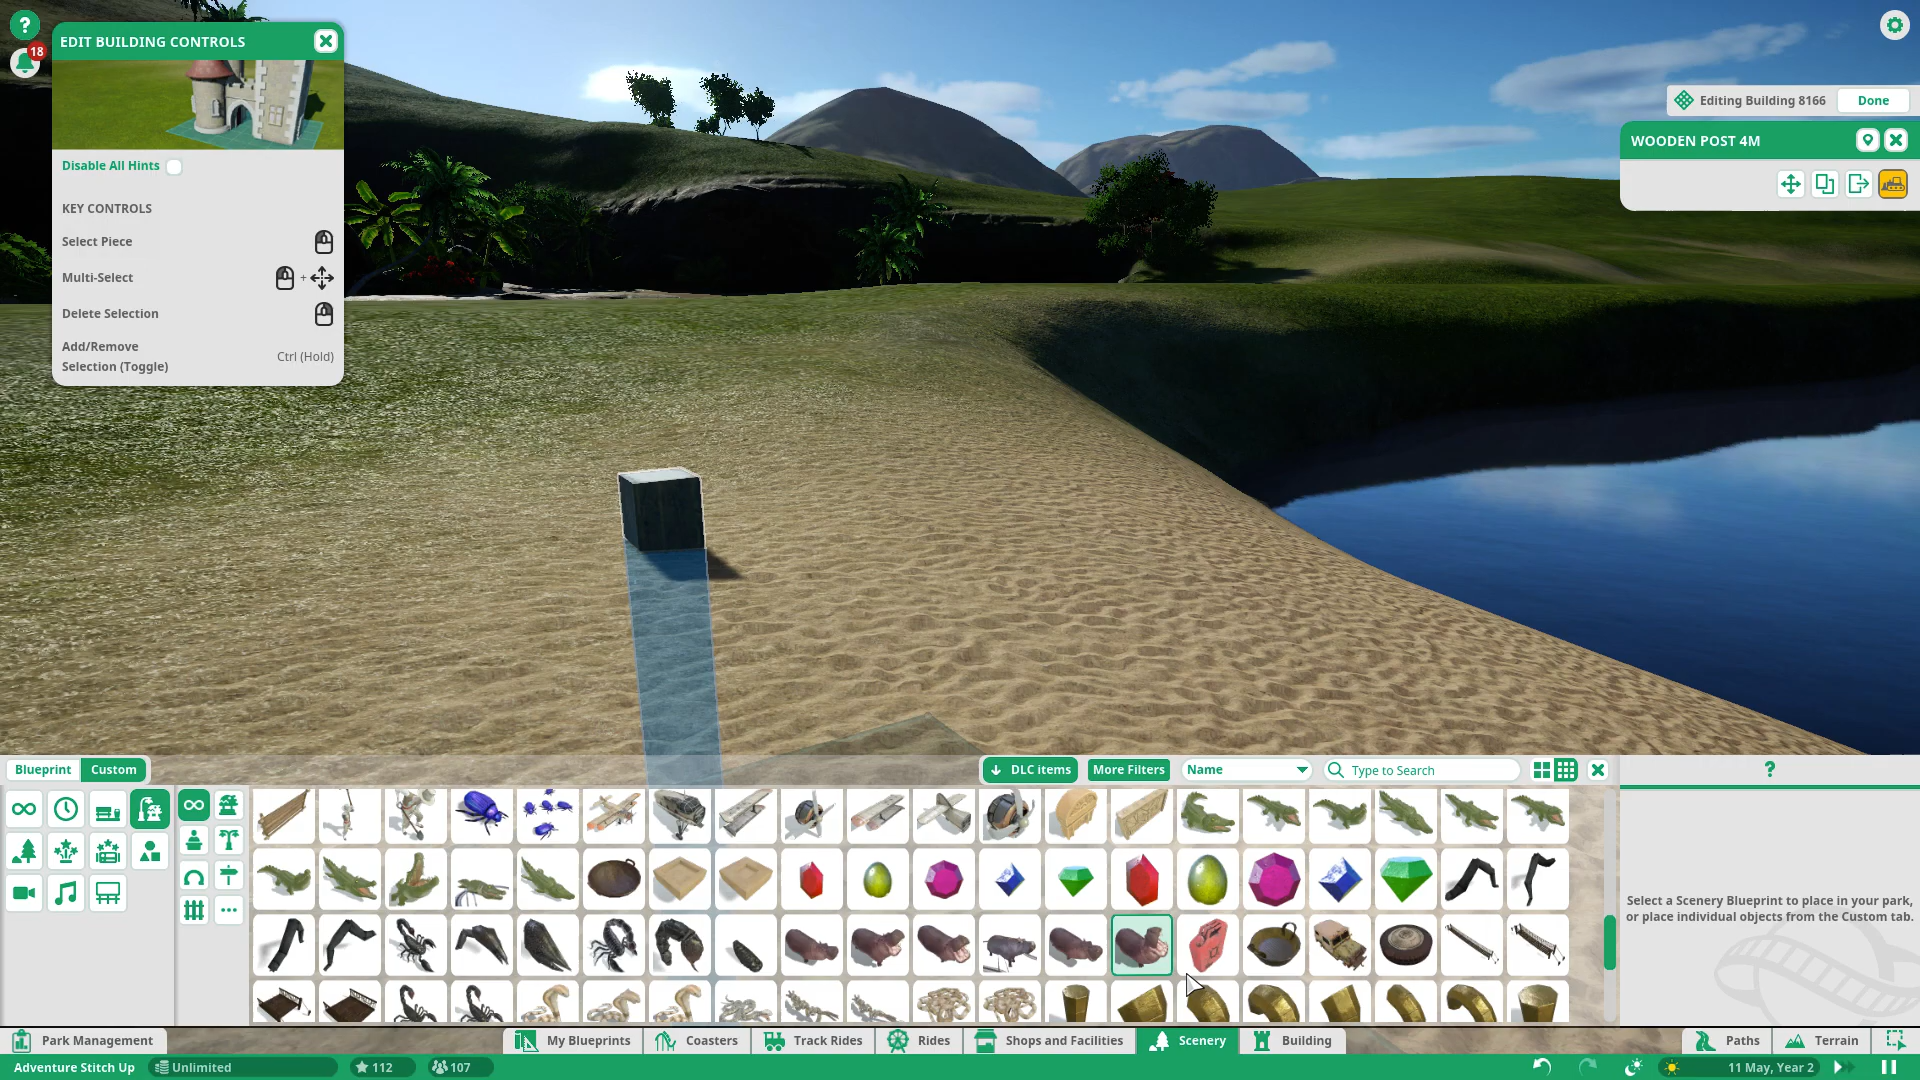 ?
18
EDIT BUILDING CONTROLS
Disable All Hints
KEY CONTROLS
Select Piece
Multi-Select
+
Delete Selection
Add/Remove
Selection (Toggle)
Ctrl (Hold)
Editing Building 8166
Done
WOODEN POST 4M
Blueprint
Custom
DLC items
More Filters
Name
Type to Search
?
Select a Scenery Blueprint to place in your park,
or place individual objects from the Custom tab.
Park Management
My Blueprints
Coasters
Track Rides
Rides
Shops and Facilities
Scenery
Building
Paths
Terrain
Adventure Stitch Up
Unlimited
112
107
11 May, Year 2